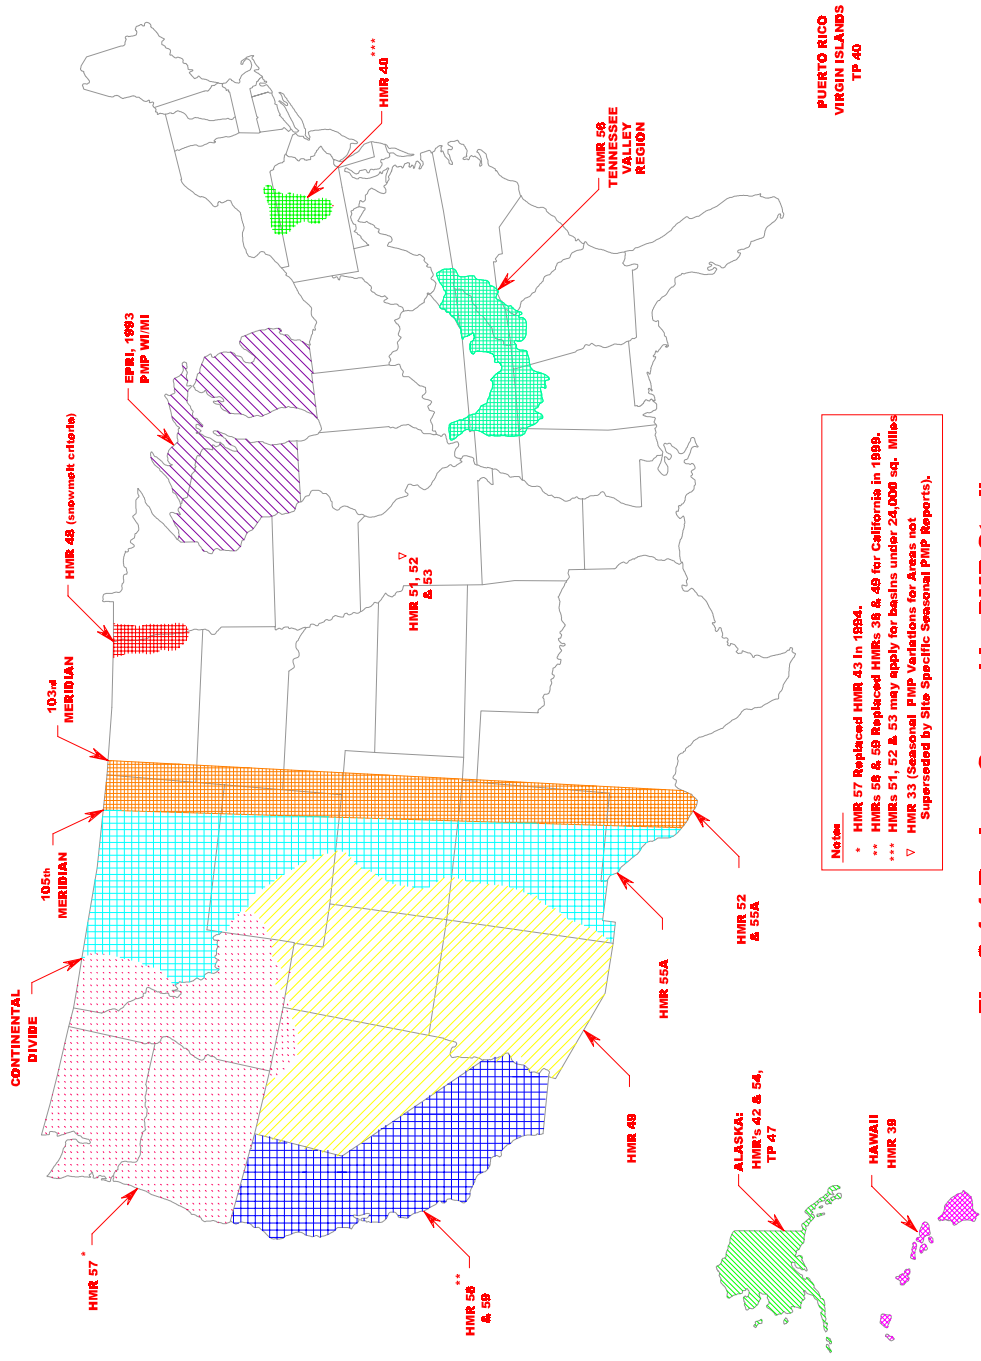 HMR 57 *
CONTINENTAL
DIVIDE
105th
MERIDIAN
103rd
MERIDIAN
HMR 48 (snowmelt criteria)
EPRI, 1993
PMP WI/MI
HMR 40 ***
HMR 56
TENNESSEE
VALLEY
REGION
HMR 51, 52 ▽
& 53
HMR 58 **
& 59
HMR 49
HMR 55A
HMR 52
& 55A
ALASKA:
HMR's 42 & 54,
TP 47
HAWAII
HMR 39
PUERTO RICO
VIRGIN ISLANDS
TP 40
Notes
* HMR 57 Replaced HMR 43 in 1994.
** HMRs 58 & 59 Replaced HMRs 36 & 49 for California in 1999.
*** HMRs 51, 52 & 53 may apply for basins under 24,000 sq. Miles
▽ HMR 33 (Seasonal PMP Variations for Areas not
Superseded by Site Specific Seasonal PMP Reports).